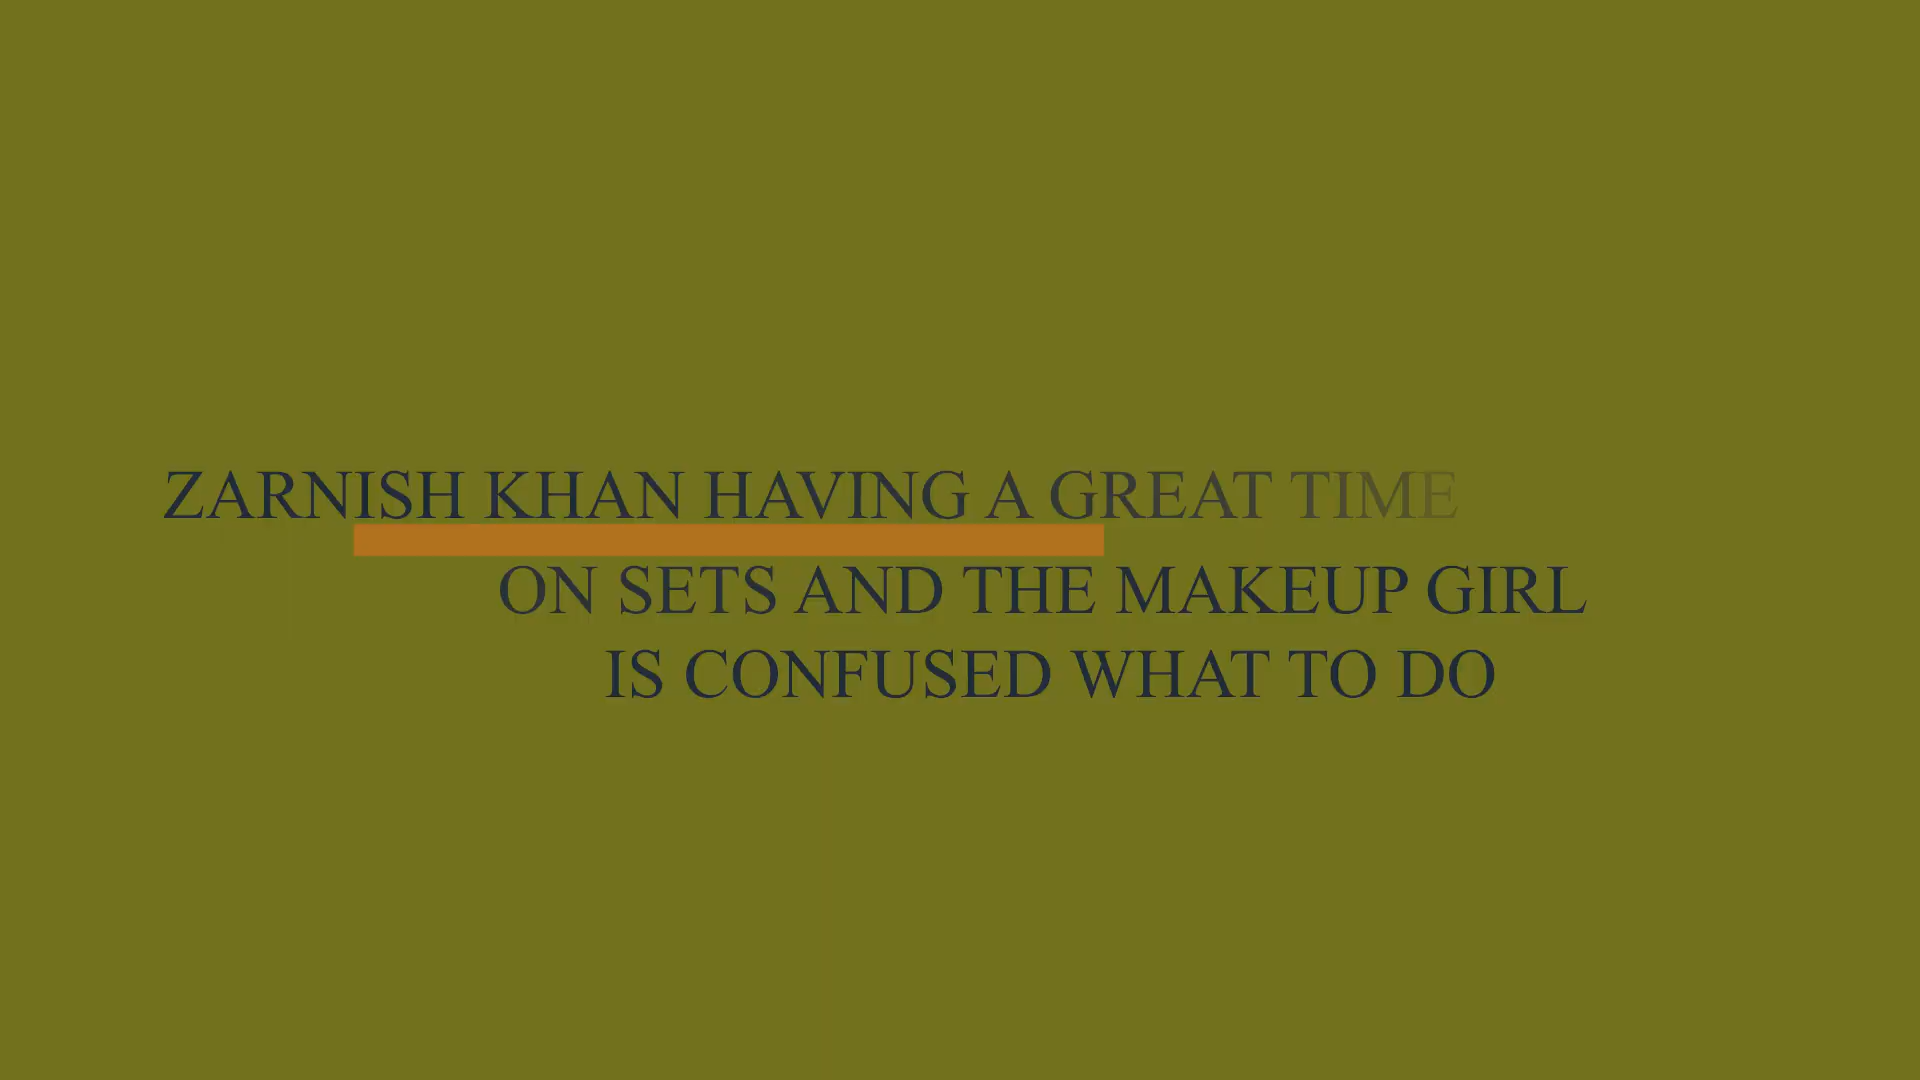 ZARNISH KHAN HAVING A GREAT TIME
ON SETS AND THE MAKEUP GIRL
IS CONFUSED WHAT TO DO